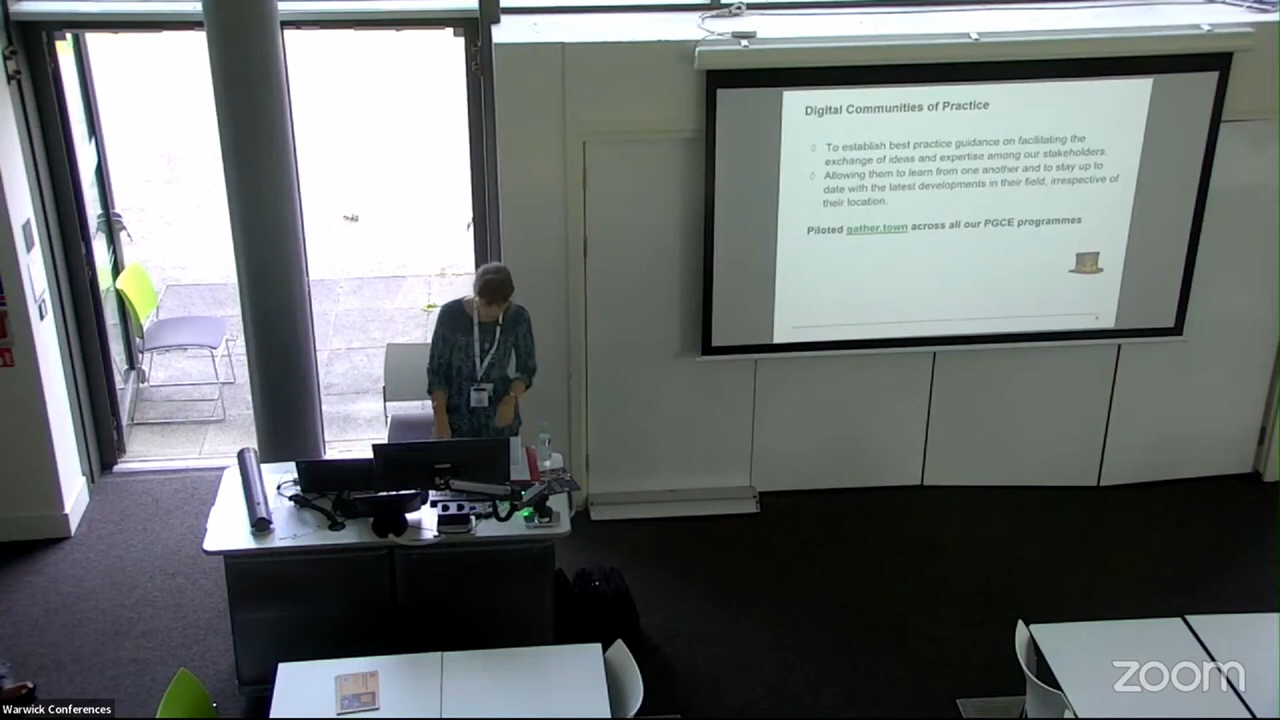 Digital Communities of Practice
◊ To establish best practice guidance on facilitating the
exchange of ideas and expertise among our stakeholders.
◊ Allowing them to learn from one another and to stay up to
date with the latest developments in their field, irrespective of
their location.
Piloted gather.town across all our PGCE programmes
Warwick Conferences
zoom